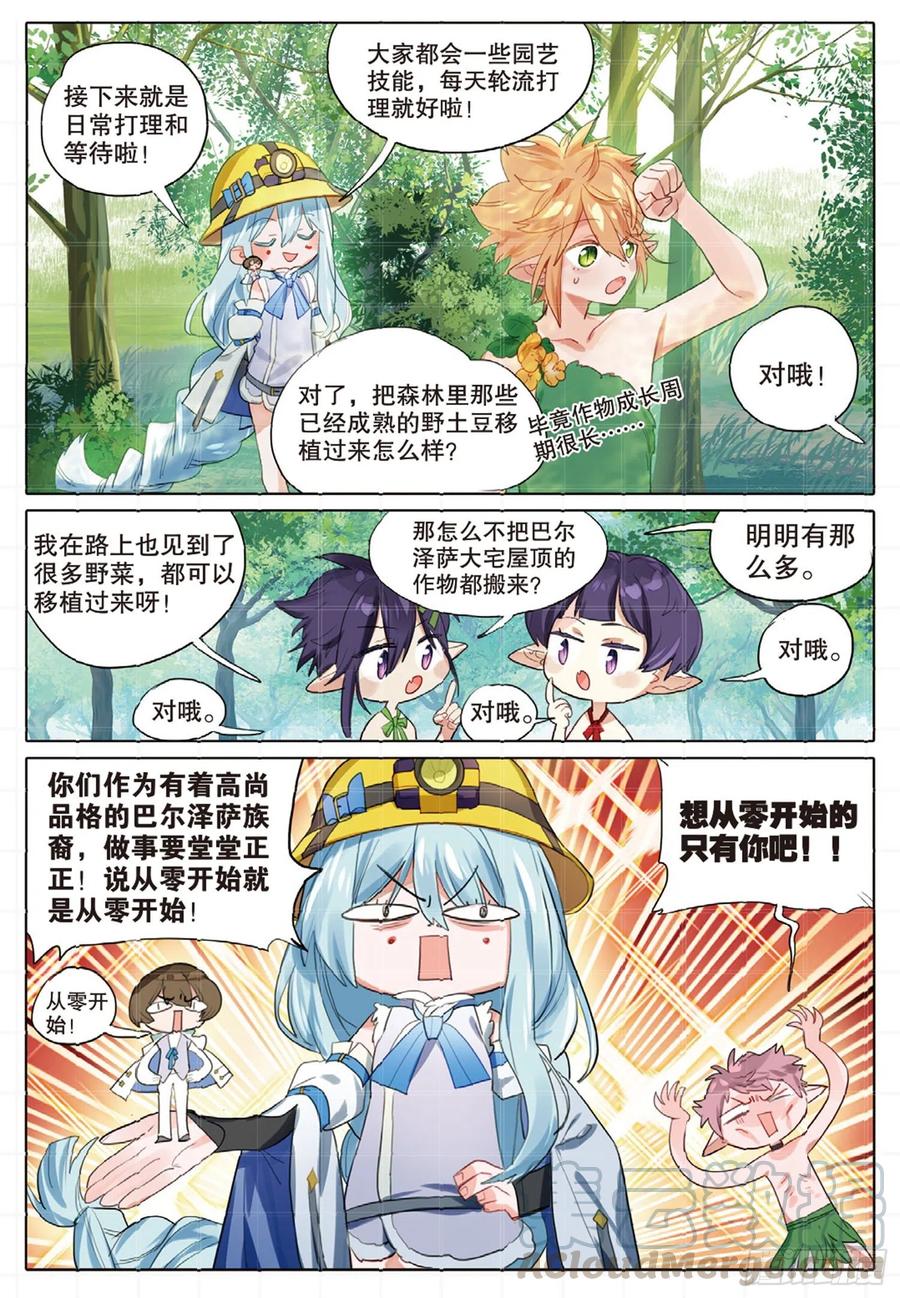 接下来就是
日常打理和
等待啦！
大家都会一些园艺
技能，每天轮流打
理就好啦！
对了，把森林里那些
已经成熟的野土豆移
植过来怎么样？
毕竟作物成长周
期很长……
对哦！
我在路上也见到了
很多野菜，都可以
移植过来呀！
对哦。
那怎么不把巴尔
泽萨大宅屋顶的
作物都搬来？
对哦。
明明有那
么多。
对哦。
你们作为有着高尚
品格的巴尔泽萨族
裔，做事要堂堂正
正！说从零开始就
是从零开始！
想从零开始的
只有你吧！！
从零开
始！
ACloudMerge.com